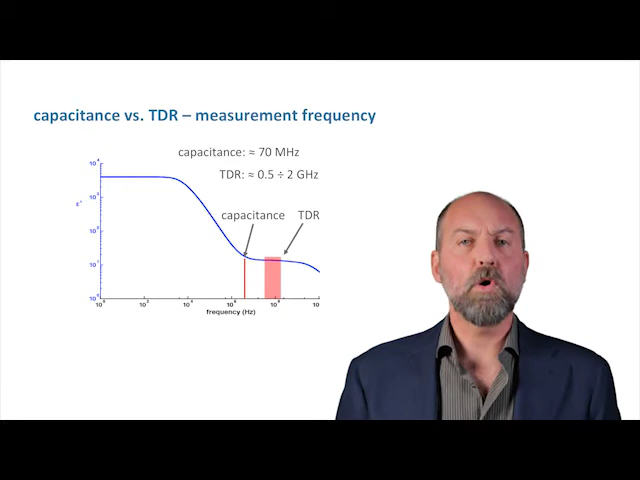 capacitance vs. TDR – measurement frequency
capacitance: ≈ 70 MHz
TDR: ≈ 0.5 ÷ 2 GHz
capacitance
TDR
frequency (Hz)